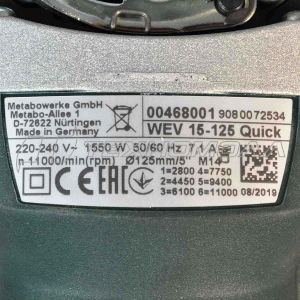 Metabowerke GmbH
Metabo-Allee 1
D-72622 Nürtingen
Made in Germany
00468001 9080072534
WEV 15-125 Quick
220-240 V~ 1550 W 50/60 Hz 7,1 A
n 11000/min(rpm) Ø125mm/5" M14
1=2800 4=7750
2=4450 5=9400
3=6100 6=11000 08/2019